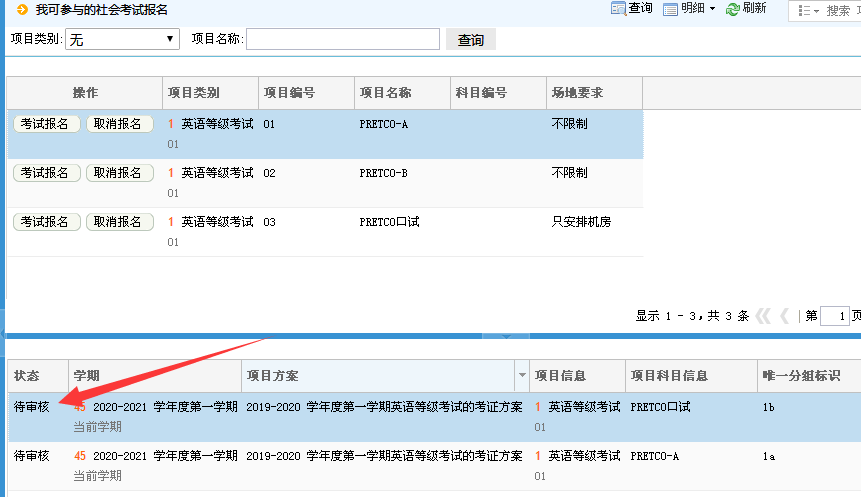 我可参与的社会考试报名 查询 明细 刷新 搜索
项目类别: 无 项目名称: 查询
操作 项目类别 项目编号 项目名称 科目编号 场地要求
考试报名 取消报名 1 英语等级考试 01 PRETCO-A 不限制
01
考试报名 取消报名 1 英语等级考试 02 PRETCO-B 不限制
01
考试报名 取消报名 1 英语等级考试 03 PRETCO口试 只安排机房
01
显示 1 - 3,共 3 条 第 1 页
状态 学期 项目方案 项目信息 项目科目信息 唯一分组标识
待审核 45 2020-2021 学年度第一学期 2019-2020 学年度第一学期英语等级考试的考证方案 1 英语等级考试 PRETCO口试 1b
当前学期 01
待审核 45 2020-2021 学年度第一学期 2019-2020 学年度第一学期英语等级考试的考证方案 1 英语等级考试 PRETCO-A 1a
当前学期 01